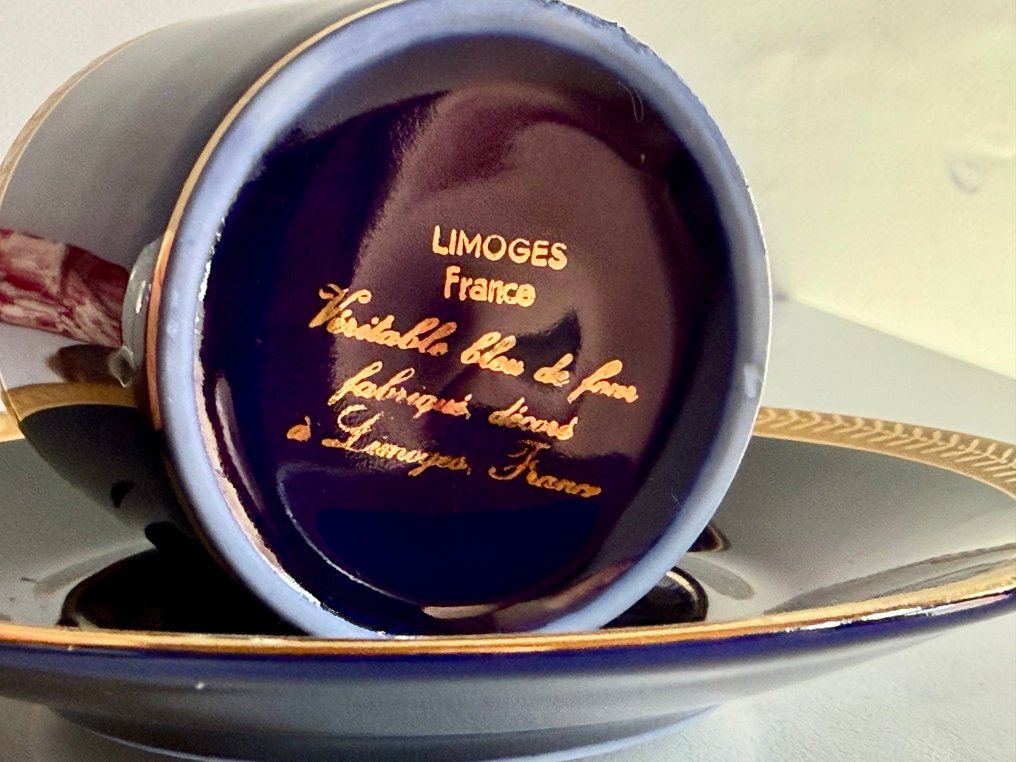 LIMOGES
France
Véritable bleu de four
fabriqué, décoré
à Limoges, France